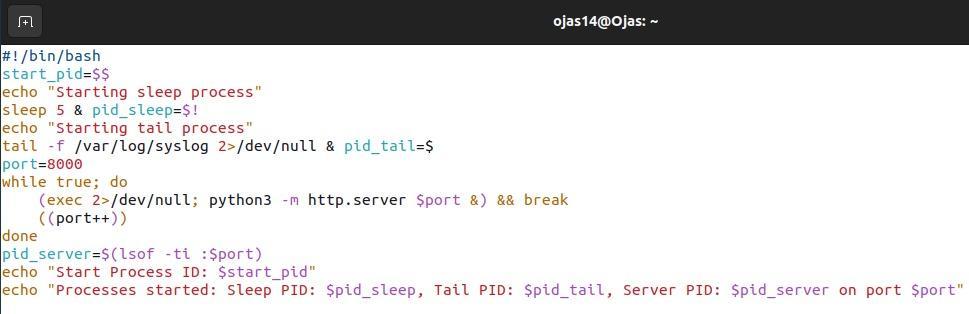 ojas14@Ojas: ~
#!/bin/bash
start_pid=$$
echo "Starting sleep process"
sleep 5 & pid_sleep=$!
echo "Starting tail process"
tail -f /var/log/syslog 2>/dev/null & pid_tail=$
port=8000
while true; do
    (exec 2>/dev/null; python3 -m http.server $port &) && break
    ((port++))
done
pid_server=$(lsof -ti :$port)
echo "Start Process ID: $start_pid"
echo "Processes started: Sleep PID: $pid_sleep, Tail PID: $pid_tail, Server PID: $pid_server on port $port"